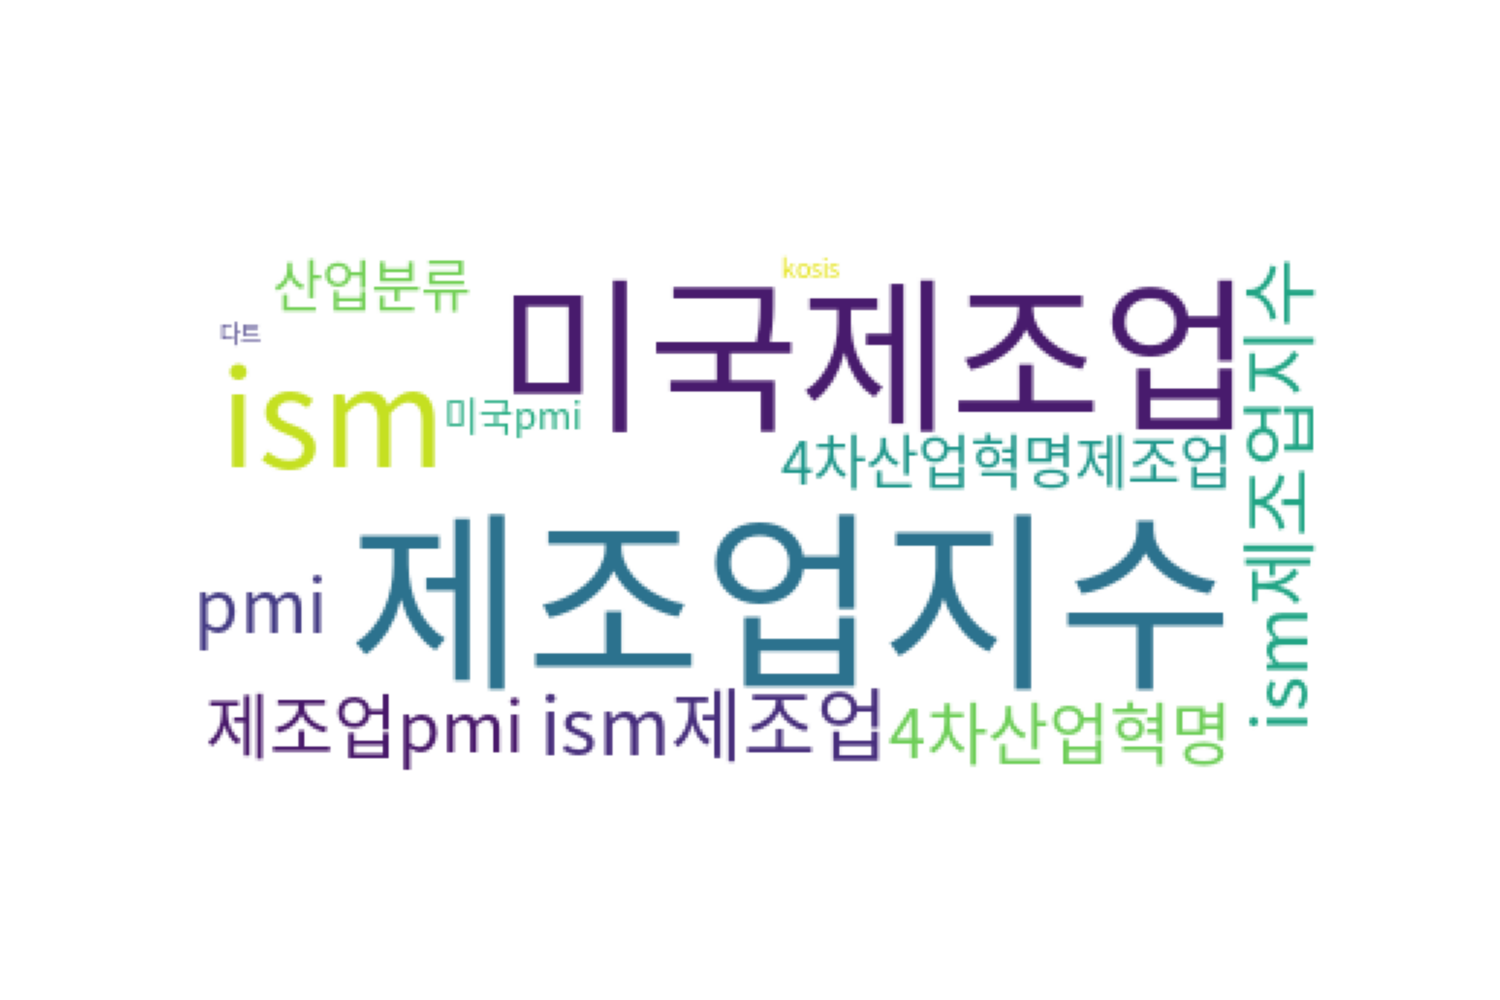 산업분류
kosis
다트
미국제조업
ism
미국pmi
4차산업혁명제조업
ism제조업지수
제조업지수
pmi
제조업pmi
ism제조업
4차산업혁명